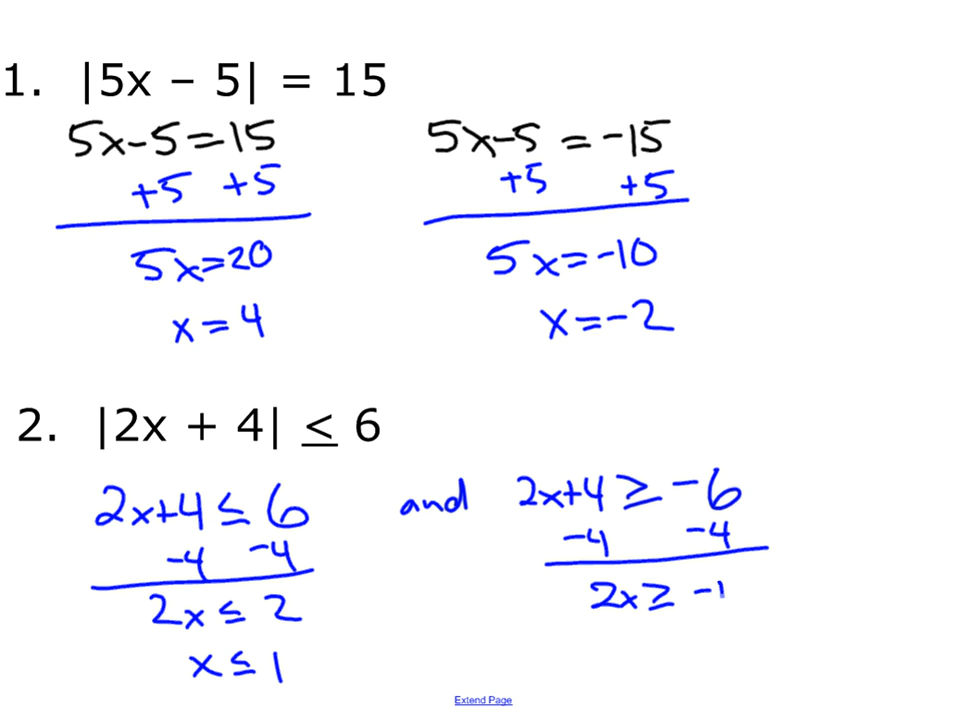 1. |5x – 5| = 15
5x-5=15 5x-5 = -15
+5 +5 +5 +5
5x=20 5x=-10
x=4 x=-2
2. |2x + 4| ≤ 6
2x+4 ≤ 6 and 2x+4 ≥ -6
-4 -4 -4 -4
2x ≤ 2 2x ≥ -1
x ≤ 1
Extend Page